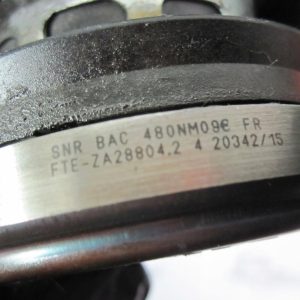 SNR BAC 480NM09€ FR
FTE-ZA28804.2 4 20342/15